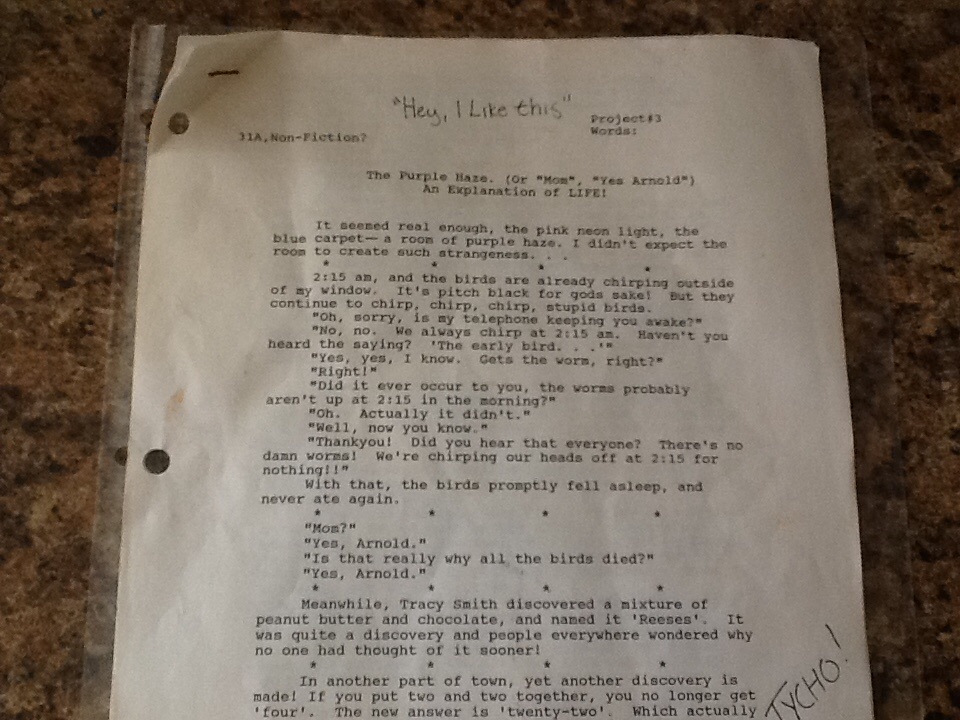 "Hey, I Like this"
Project#3
31A,Non-Fiction?
Words:
The Purple Haze. (Or "Mom", "Yes Arnold")
An Explanation of LIFE!
It seemed real enough, the pink neon light, the
blue carpet— a room of purple haze. I didn't expect the
room to create such strangeness. . .
* * * *
2:15 am, and the birds are already chirping outside
of my window. It's pitch black for gods sake! But they
continue to chirp, chirp, chirp, stupid birds.
"Oh, sorry, is my telephone keeping you awake?"
"No, no. We always chirp at 2:15 am. Haven't you
heard the saying? 'The early bird. . .'"
"Yes, yes, I know. Gets the worm, right?"
"Right!"
"Did it ever occur to you, the worms probably
aren't up at 2:15 in the morning?"
"Oh. Actually it didn't."
"Well, now you know."
"Thankyou! Did you hear that everyone? There's no
damn worms! We're chirping our heads off at 2:15 for
nothing!!"
With that, the birds promptly fell asleep, and
never ate again.
* * * *
"Mom?"
"Yes, Arnold."
"Is that really why all the birds died?"
"Yes, Arnold."
* * * *
Meanwhile, Tracy Smith discovered a mixture of
peanut butter and chocolate, and named it 'Reeses'. It
was quite a discovery and people everywhere wondered why
no one had thought of it sooner!
* * * *
In another part of town, yet another discovery is
made! If you put two and two together, you no longer get
'four'. The new answer is 'twenty-two'. Which actually
TYCHO!